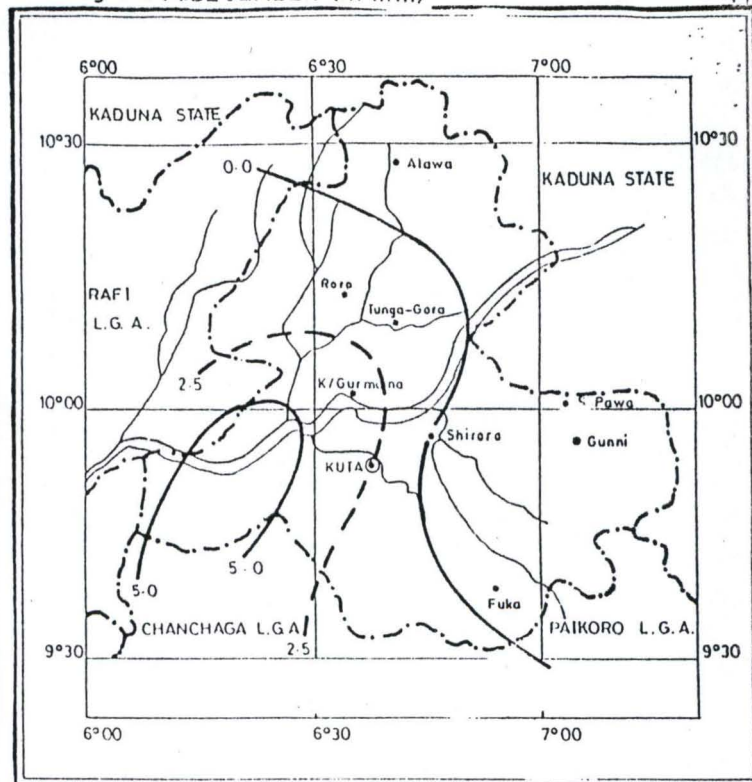 6°00 6°30 7°00
KADUNA STATE
10°30 10°30
0·0
Alawa
KADUNA STATE
RAFI
L.G.A.
Rora
Tunga-Gora
2.5
K/Gurmana
10°00 10°00
S. Pawa
Shirora
Gunni
KUTA
5·0
5·0
Fuka
CHANCHAGA L.G.A
PAIKORO L.G.A.
2·5
9°30 9°30
6°00 6°30 7°00